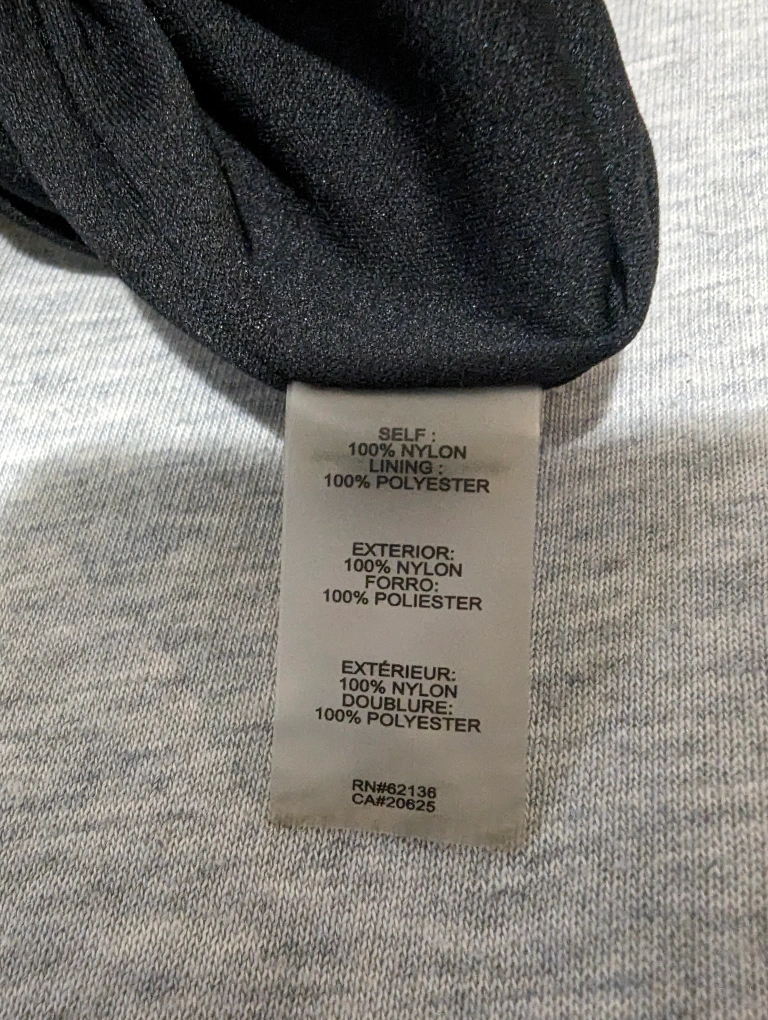 SELF :
100% NYLON
LINING :
100% POLYESTER
EXTERIOR:
100% NYLON
FORRO:
100% POLIESTER
EXTÉRIEUR:
100% NYLON
DOUBLURE:
100% POLYESTER
RN#62136
CA#20625